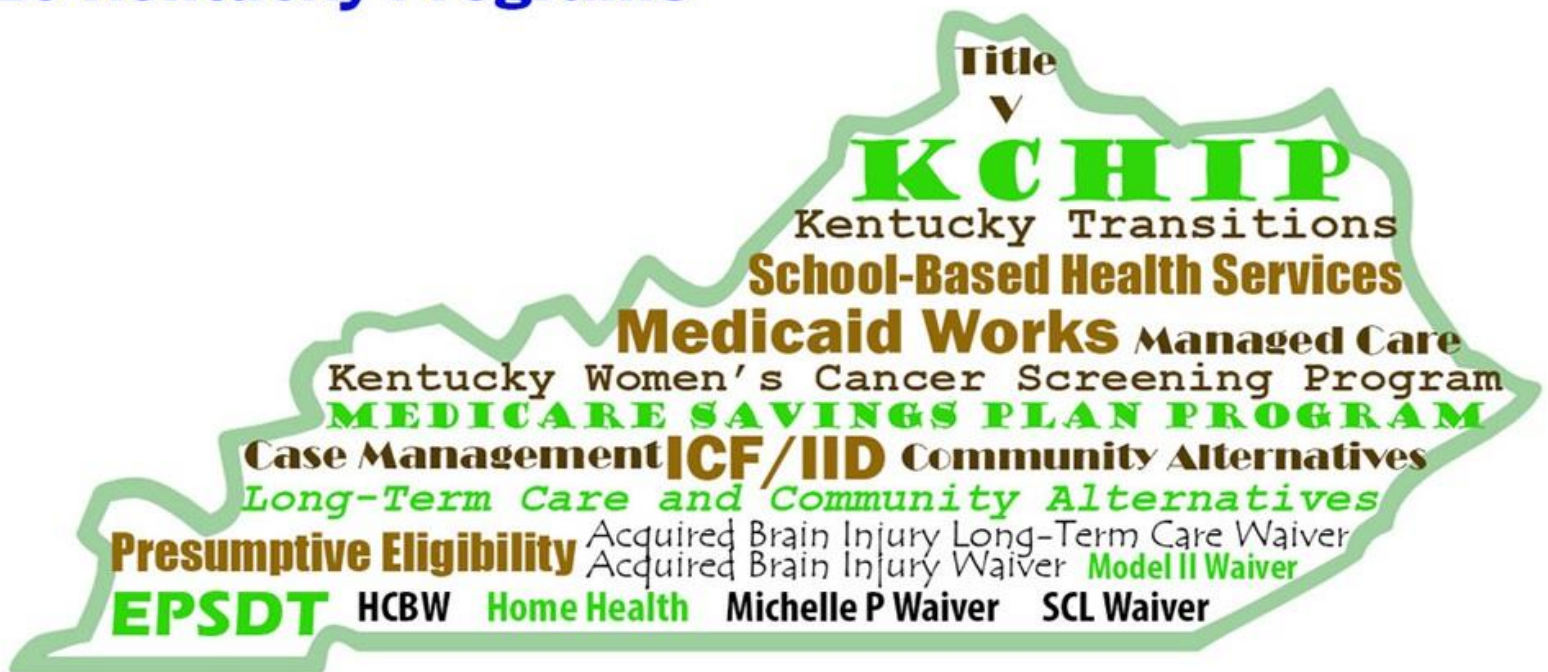 Kentucky Programs
Title
V
KCHIP
Kentucky Transitions
School-Based Health Services
Medicaid Works Managed Care
Kentucky Women's Cancer Screening Program
MEDICARE SAVINGS PLAN PROGRAM
Case Management ICF/IID Community Alternatives
Long-Term Care and Community Alternatives
Presumptive Eligibility Acquired Brain Injury Long-Term Care Waiver
Acquired Brain Injury Waiver Model II Waiver
EPSDT HCBW Home Health Michelle P Waiver SCL Waiver